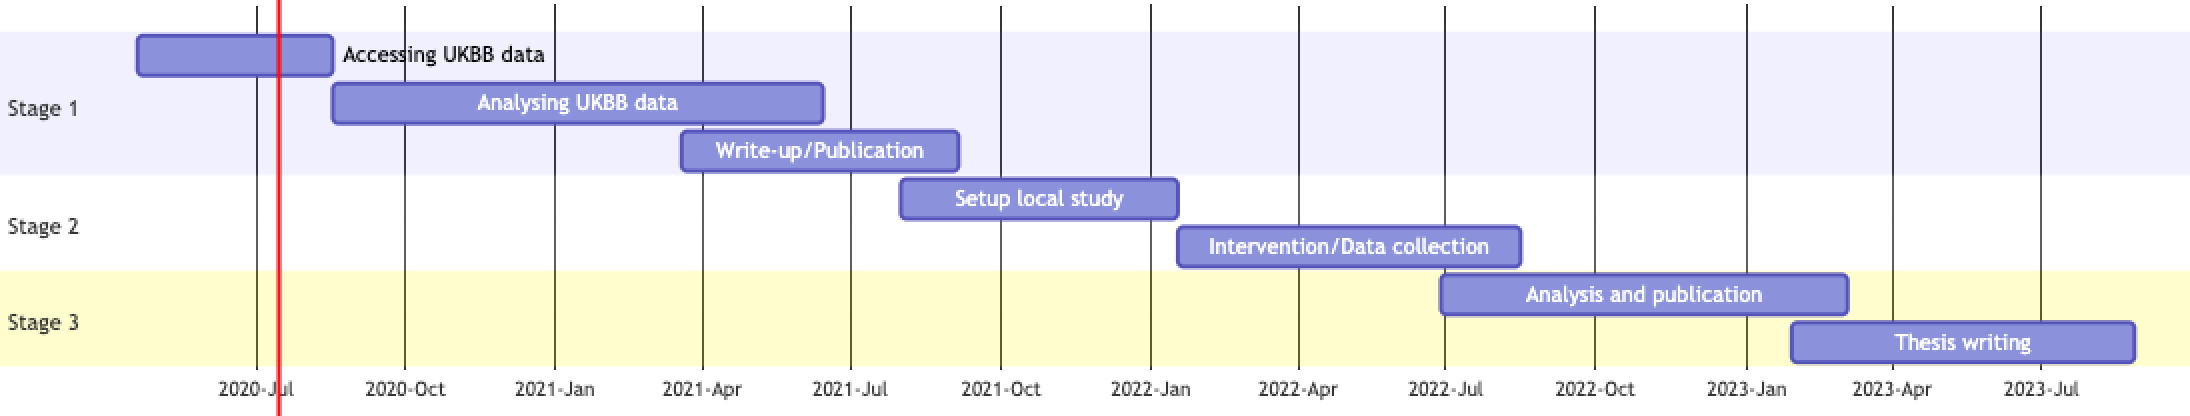 Accessing UKBB data
Stage 1
Analysing UKBB data
Write-up/Publication
Setup local study
Stage 2
Intervention/Data collection
Analysis and publication
Stage 3
Thesis writing
2020-Jul 2020-Oct 2021-Jan 2021-Apr 2021-Jul 2021-Oct 2022-Jan 2022-Apr 2022-Jul 2022-Oct 2023-Jan 2023-Apr 2023-Jul